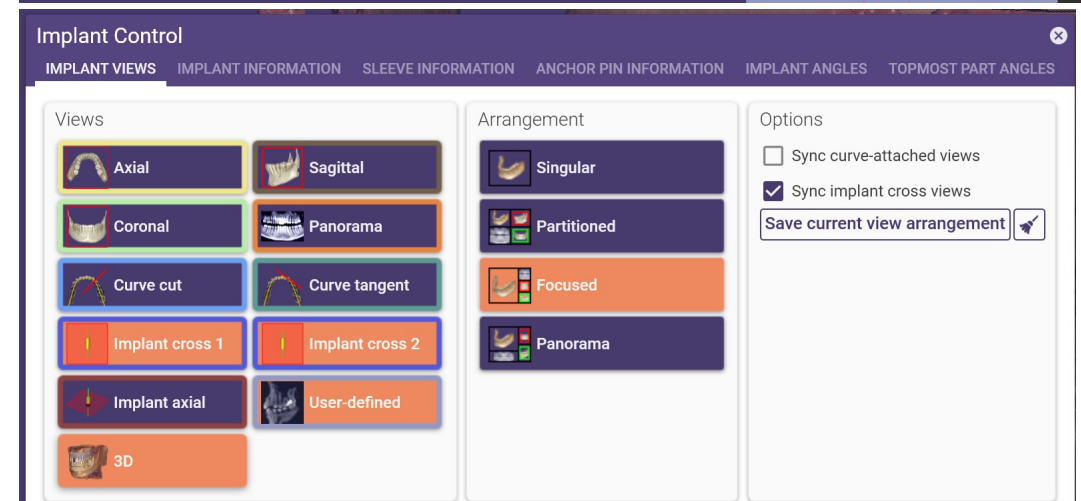 Implant Control
IMPLANT VIEWS IMPLANT INFORMATION SLEEVE INFORMATION ANCHOR PIN INFORMATION IMPLANT ANGLES TOPMOST PART ANGLES
Views
Axial
Sagittal
Coronal
Panorama
Curve cut
Curve tangent
Implant cross 1
Implant cross 2
Implant axial
User-defined
3D
Arrangement
Singular
Partitioned
Focused
Panorama
Options
Sync curve-attached views
Sync implant cross views
Save current view arrangement